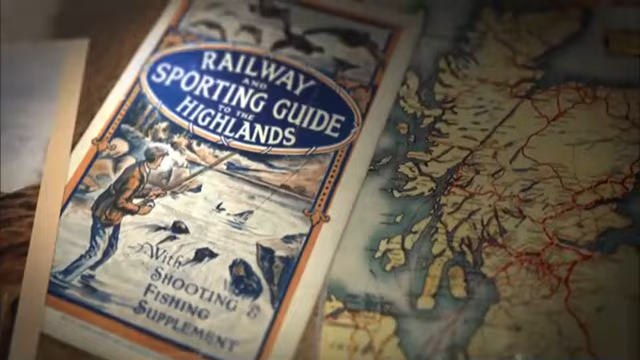 RAILWAY
AND
SPORTING GUIDE
TO THE
HIGHLANDS
With
SHOOTING &
FISHING
SUPPLEMENT